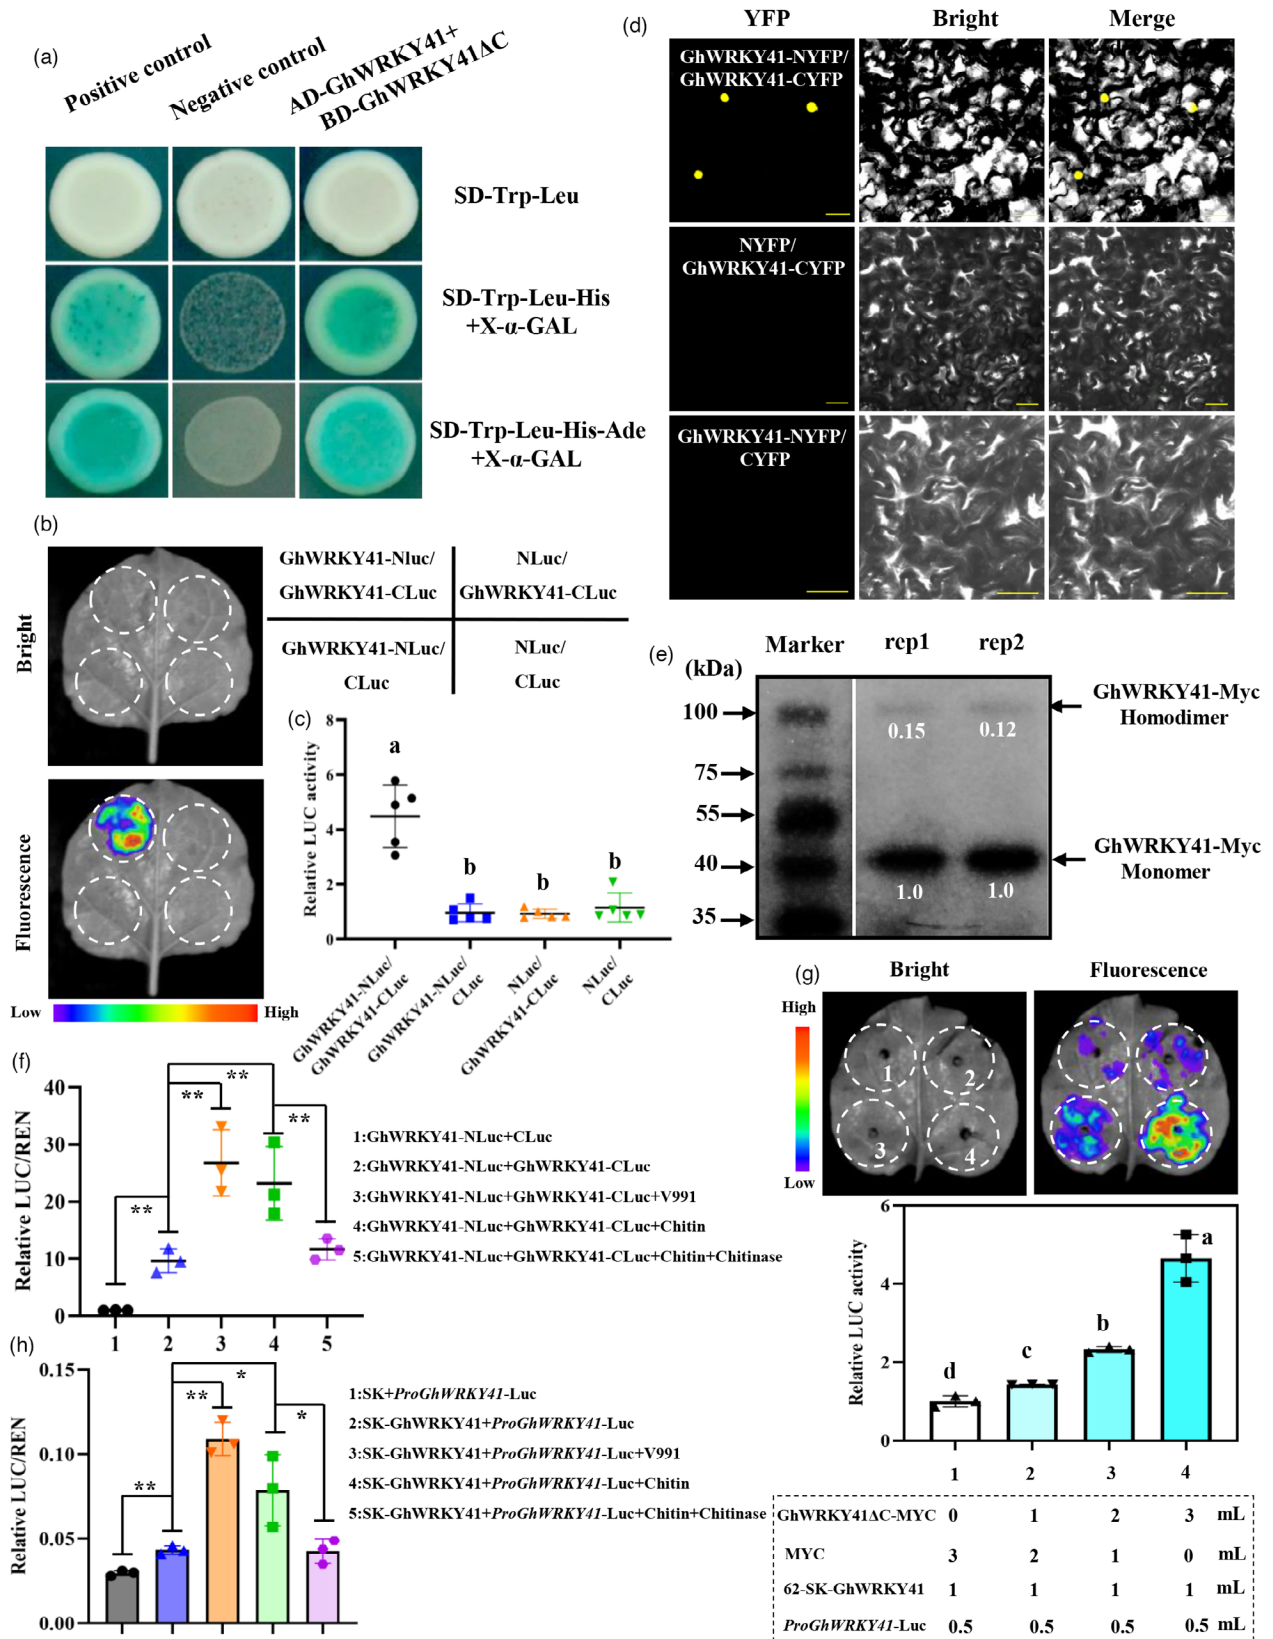 (a)
Positive control
Negative control
AD-GhWRKY41+
BD-GhWRKY41ΔC
SD-Trp-Leu
SD-Trp-Leu-His
+X-α-GAL
SD-Trp-Leu-His-Ade
+X-α-GAL
(b)
Bright
Fluorescence
Low
High
GhWRKY41-Nluc/
GhWRKY41-CLuc
NLuc/
GhWRKY41-CLuc
GhWRKY41-NLuc/
CLuc
NLuc/
CLuc
(c)
Relative LUC activity
8
6
4
2
0
a
b
b
b
GhWRKY41-NLuc/
GhWRKY41-CLuc
GhWRKY41-NLuc/
CLuc
NLuc/
GhWRKY41-CLuc
NLuc/
CLuc
(d)
YFP
Bright
Merge
GhWRKY41-NYFP/
GhWRKY41-CYFP
NYFP/
GhWRKY41-CYFP
GhWRKY41-NYFP/
CYFP
(e)
(kDa)
Marker
rep1
rep2
100
75
55
40
35
0.15
0.12
1.0
1.0
GhWRKY41-Myc
Homodimer
GhWRKY41-Myc
Monomer
(f)
Relative LUC/REN
40
30
20
10
0
**
**
**
**
1
2
3
4
5
1:GhWRKY41-NLuc+CLuc
2:GhWRKY41-NLuc+GhWRKY41-CLuc
3:GhWRKY41-NLuc+GhWRKY41-CLuc+V991
4:GhWRKY41-NLuc+GhWRKY41-CLuc+Chitin
5:GhWRKY41-NLuc+GhWRKY41-CLuc+Chitin+Chitinase
(g)
Bright
Fluorescence
High
Low
1
2
3
4
Relative LUC activity
6
4
2
0
d
c
b
a
1
2
3
4
GhWRKY41ΔC-MYC 0 1 2 3 mL
MYC 3 2 1 0 mL
62-SK-GhWRKY41 1 1 1 1 mL
ProGhWRKY41-Luc 0.5 0.5 0.5 0.5 mL
(h)
Relative LUC/REN
0.15
0.10
0.05
0.00
**
**
*
*
1:SK+ProGhWRKY41-Luc
2:SK-GhWRKY41+ProGhWRKY41-Luc
3:SK-GhWRKY41+ProGhWRKY41-Luc+V991
4:SK-GhWRKY41+ProGhWRKY41-Luc+Chitin
5:SK-GhWRKY41+ProGhWRKY41-Luc+Chitin+Chitinase